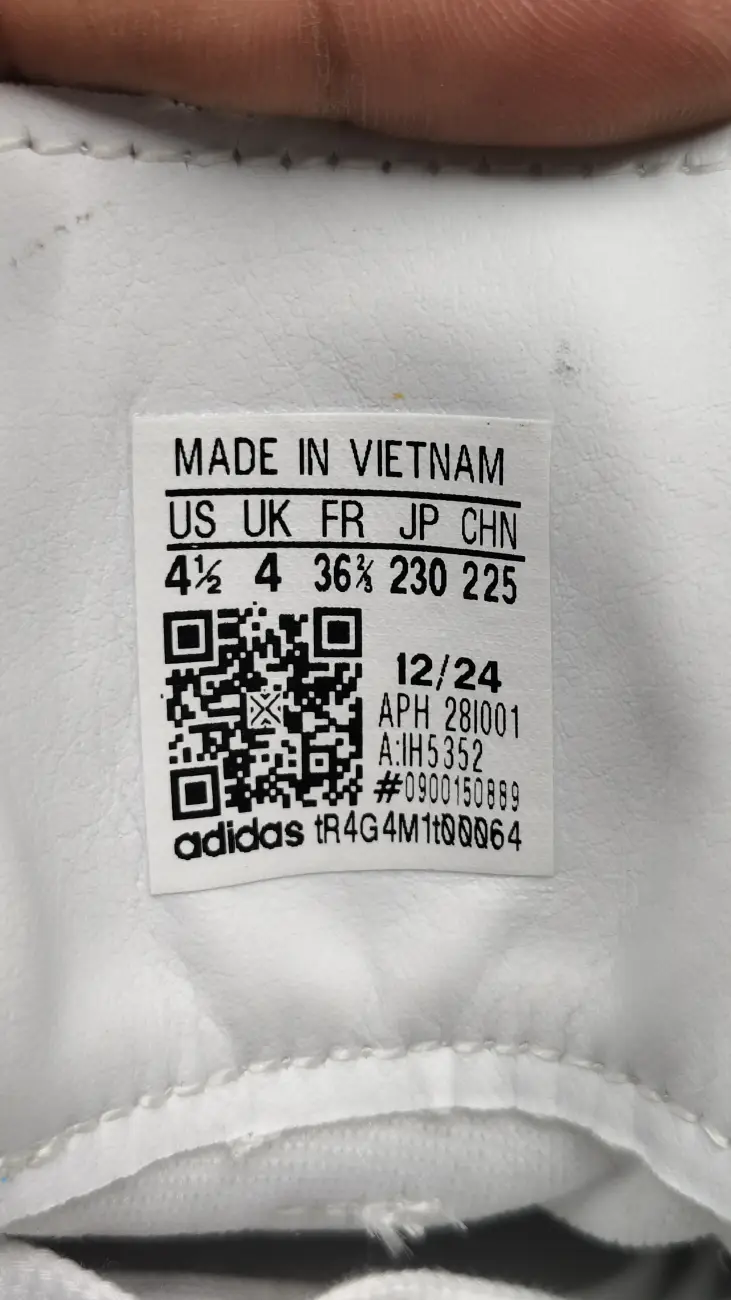 MADE IN VIETNAM
US UK FR JP CHN
4½ 4 36⅔ 230 225
12/24
APH 28I001
A:IH5352
#0900150889
adidas tR4G4M1t00064